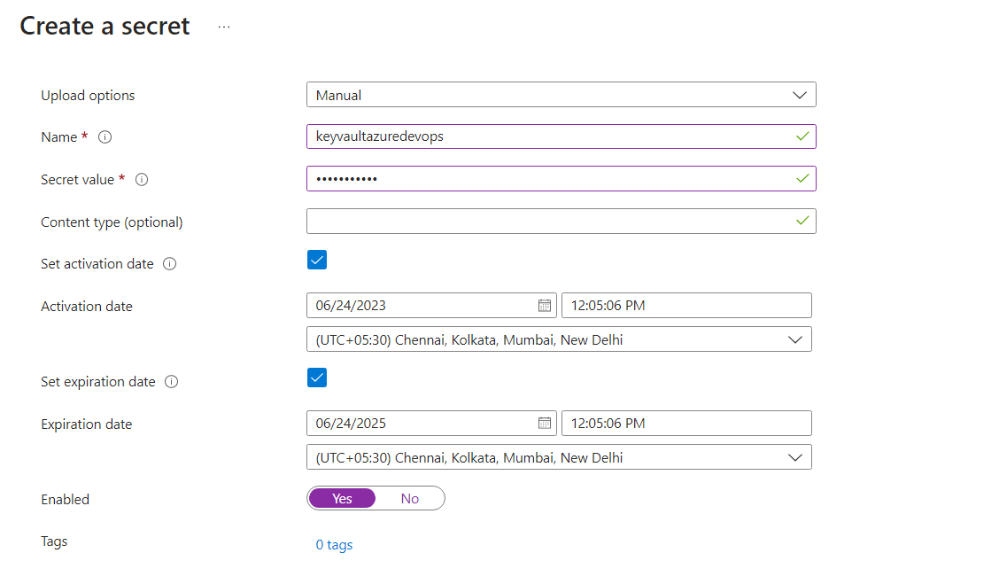 Create a secret ...
Upload options Manual
Name * keyvaultazuredevops
Secret value * •••••••••••
Content type (optional)
Set activation date
Activation date 06/24/2023 12:05:06 PM
(UTC+05:30) Chennai, Kolkata, Mumbai, New Delhi
Set expiration date
Expiration date 06/24/2025 12:05:06 PM
(UTC+05:30) Chennai, Kolkata, Mumbai, New Delhi
Enabled Yes No
Tags 0 tags